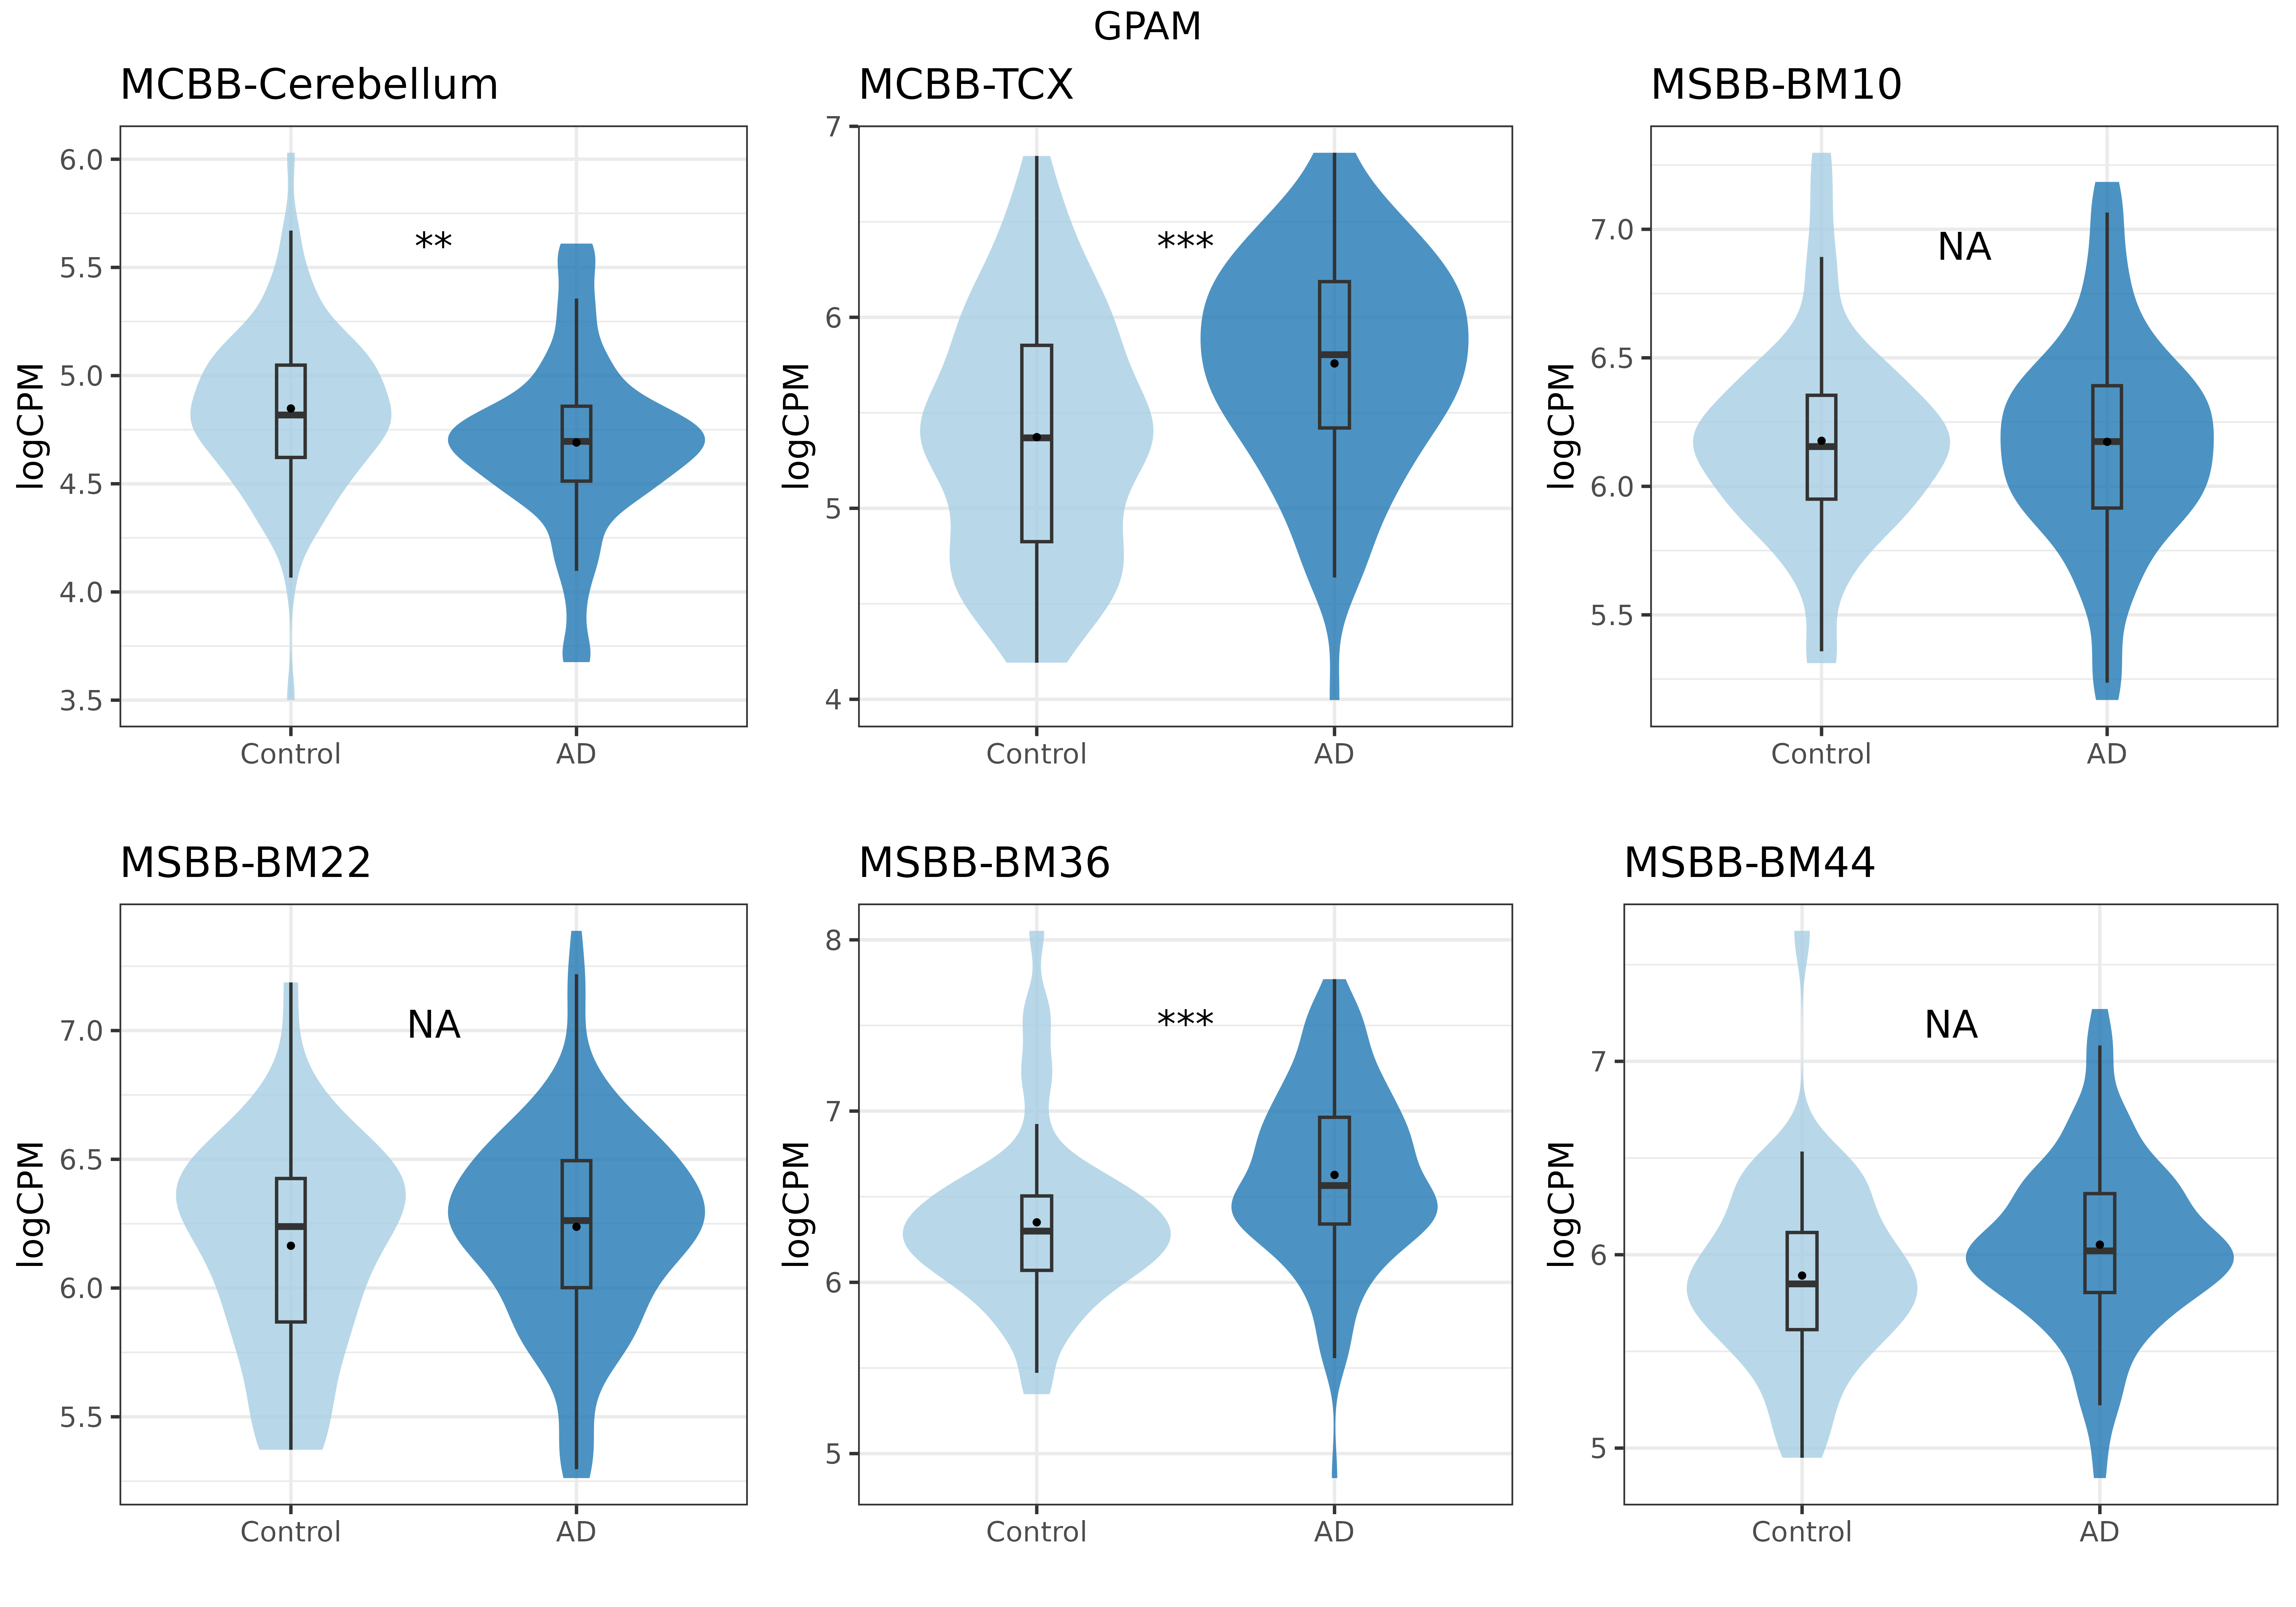 GPAM
MCBB-Cerebellum
6.0
5.5
5.0
4.5
4.0
3.5
logCPM
**
Control
AD
MCBB-TCX
7
6
5
4
logCPM
***
Control
AD
MSBB-BM10
7.0
6.5
6.0
5.5
logCPM
NA
Control
AD
MSBB-BM22
7.0
6.5
6.0
5.5
logCPM
NA
Control
AD
MSBB-BM36
8
7
6
5
logCPM
***
Control
AD
MSBB-BM44
7
6
5
logCPM
NA
Control
AD